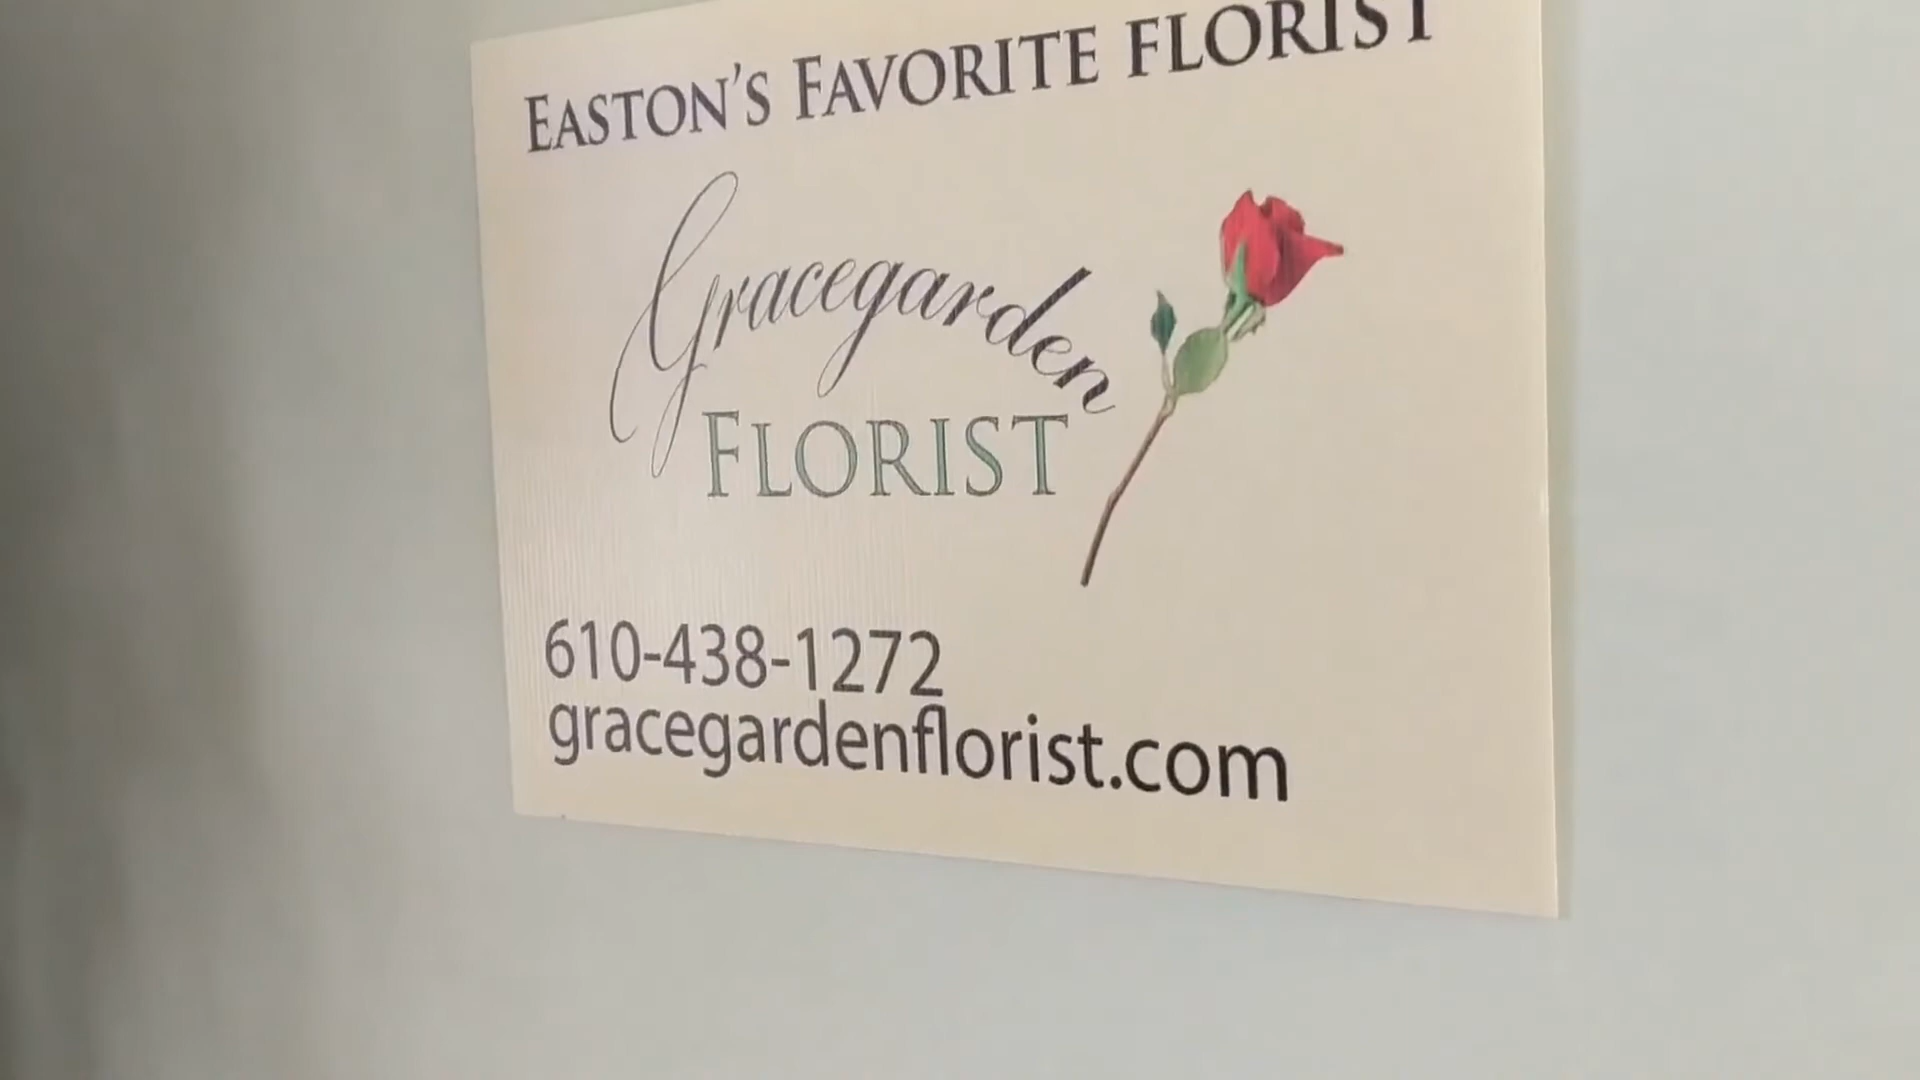 EASTON'S FAVORITE FLORIST
Gracegarden
FLORIST
610-438-1272
gracegardenflorist.com